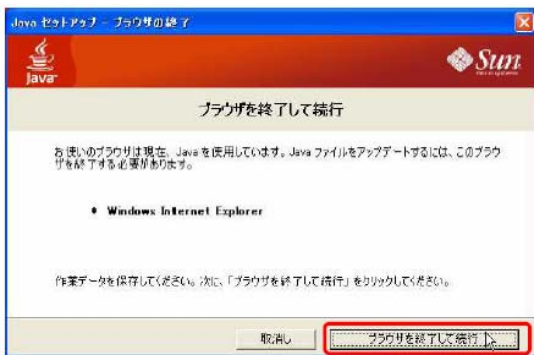 Java セットアップ - ブラウザの終了
Java
Sun
microsystems
ブラウザを終了して続行
お使いのブラウザは現在、Java を使用しています。Java ファイルをアップデートするには、このブラウ
ザを終了する必要があります。
• Windows Internet Explorer
作業データを保存してください。次に、「ブラウザを終了して続行」をクリックしてください。
取消し
ブラウザを終了して続行